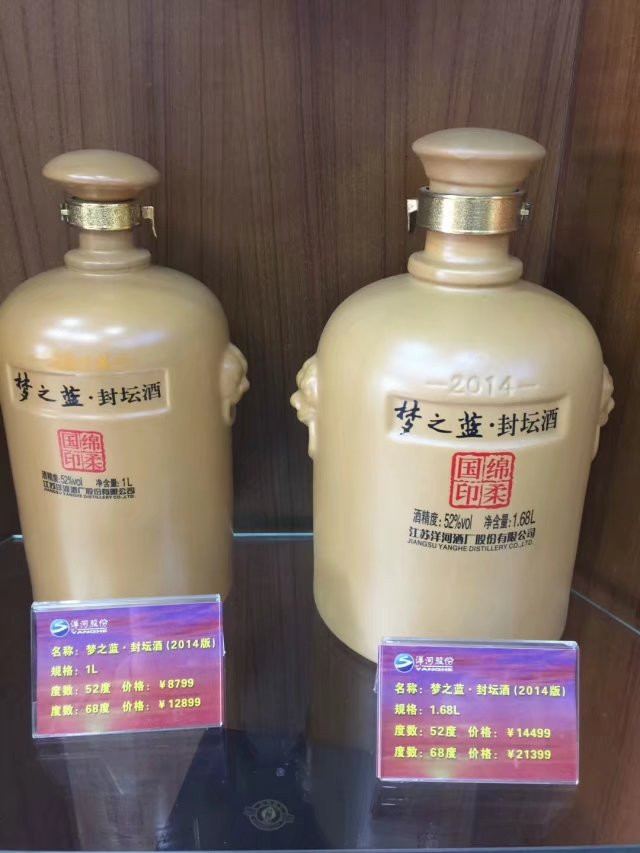 梦之蓝·封坛酒
国绵
印柔
酒精度:52%vol 净含量:1L
江苏洋河酒厂股份有限公司
JIANGSU YANGHE DISTILLERY CO.,LTD.
—2014—
梦之蓝·封坛酒
国绵
印柔
酒精度:52%vol 净含量:1.68L
江苏洋河酒厂股份有限公司
JIANGSU YANGHE DISTILLERY CO.,LTD.
洋河股份
YANGHE
名称：梦之蓝·封坛酒(2014版)
规格：1L
度数：52度 价格：¥8799
度数：68度 价格：¥12899
洋河股份
YANGHE
名称：梦之蓝·封坛酒(2014版)
规格：1.68L
度数：52度 价格：¥14499
度数：68度 价格：¥21399